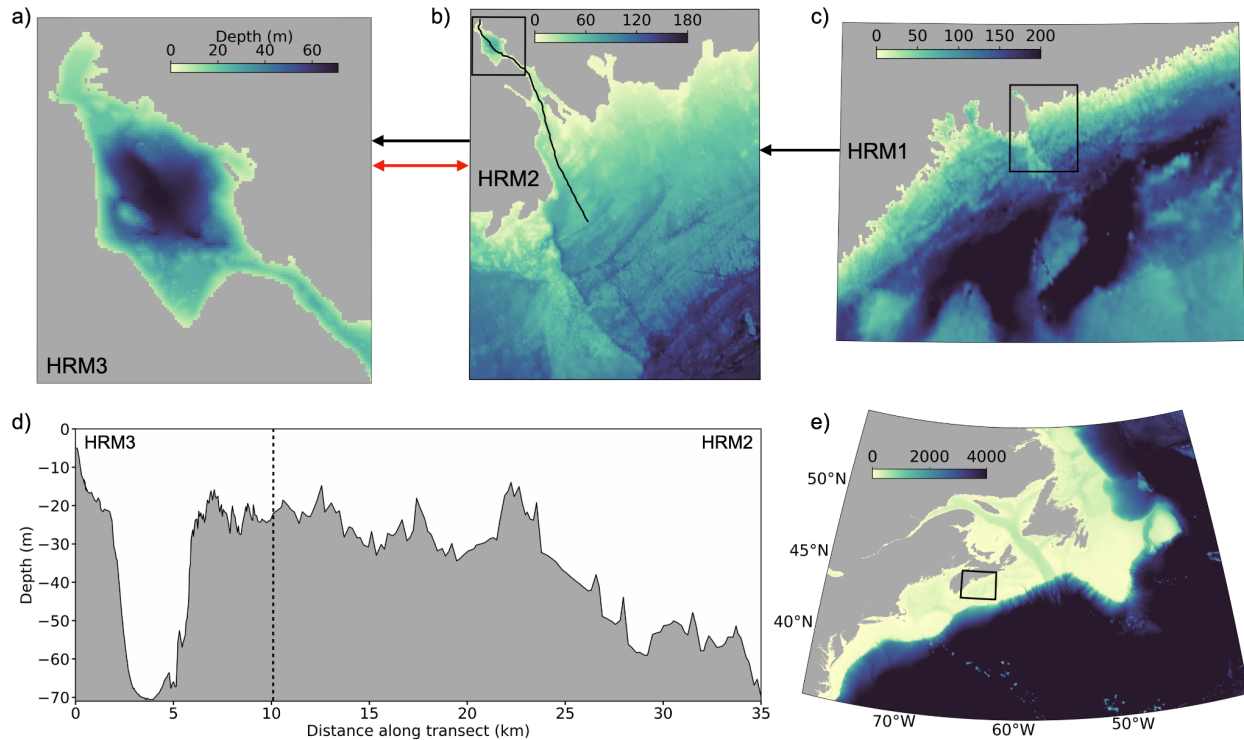 a)
Depth (m)
0 20 40 60
HRM3
b)
0 60 120 180
HRM2
c)
0 50 100 150 200
HRM1
d)
HRM3
HRM2
0
−10
−20
−30
−40
−50
−60
−70
Depth (m)
0 5 10 15 20 25 30 35
Distance along transect (km)
e)
0 2000 4000
50°N
45°N
40°N
70°W
60°W
50°W